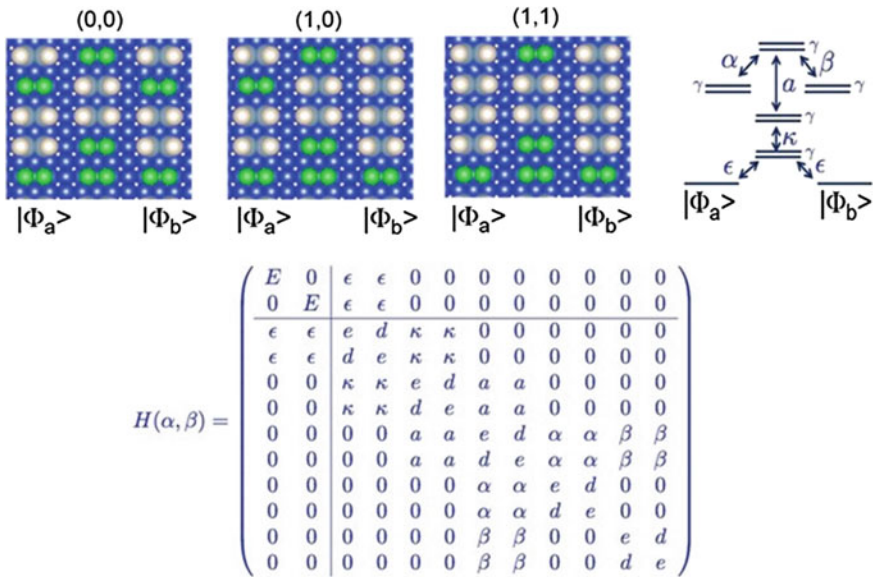 (0,0) (1,0) (1,1)
|Φa> |Φb> |Φa> |Φb> |Φa> |Φb>
γ
α β
γ a γ
γ
κ
γ
ϵ ϵ
|Φa> |Φb>
E 0 ϵ ϵ 0 0 0 0 0 0 0 0
0 E ϵ ϵ 0 0 0 0 0 0 0 0
ϵ ϵ e d κ κ 0 0 0 0 0 0
ϵ ϵ d e κ κ 0 0 0 0 0 0
0 0 κ κ e d a a 0 0 0 0
0 0 κ κ d e a a 0 0 0 0
H(α, β) =
0 0 0 0 a a e d α α β β
0 0 0 0 a a d e α α β β
0 0 0 0 0 0 α α e d 0 0
0 0 0 0 0 0 α α d e 0 0
0 0 0 0 0 0 β β 0 0 e d
0 0 0 0 0 0 β β 0 0 d e